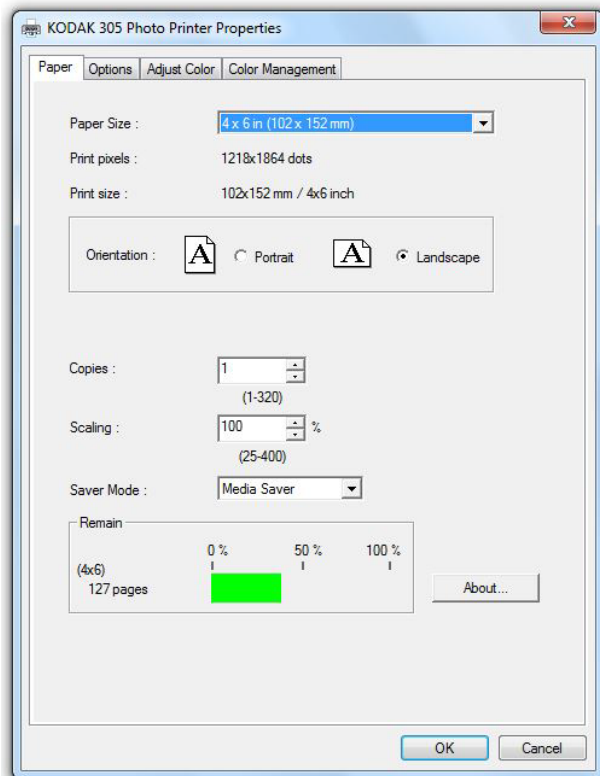 KODAK 305 Photo Printer Properties
Paper Options Adjust Color Color Management
Paper Size : 4 x 6 in (102 x 152 mm)
Print pixels : 1218x1864 dots
Print size : 102x152 mm / 4x6 inch
Orientation : A Portrait A Landscape
Copies : 1
(1-320)
Scaling : 100 %
(25-400)
Saver Mode : Media Saver
Remain
0 % 50 % 100 %
(4x6)
127 pages
About...
OK Cancel